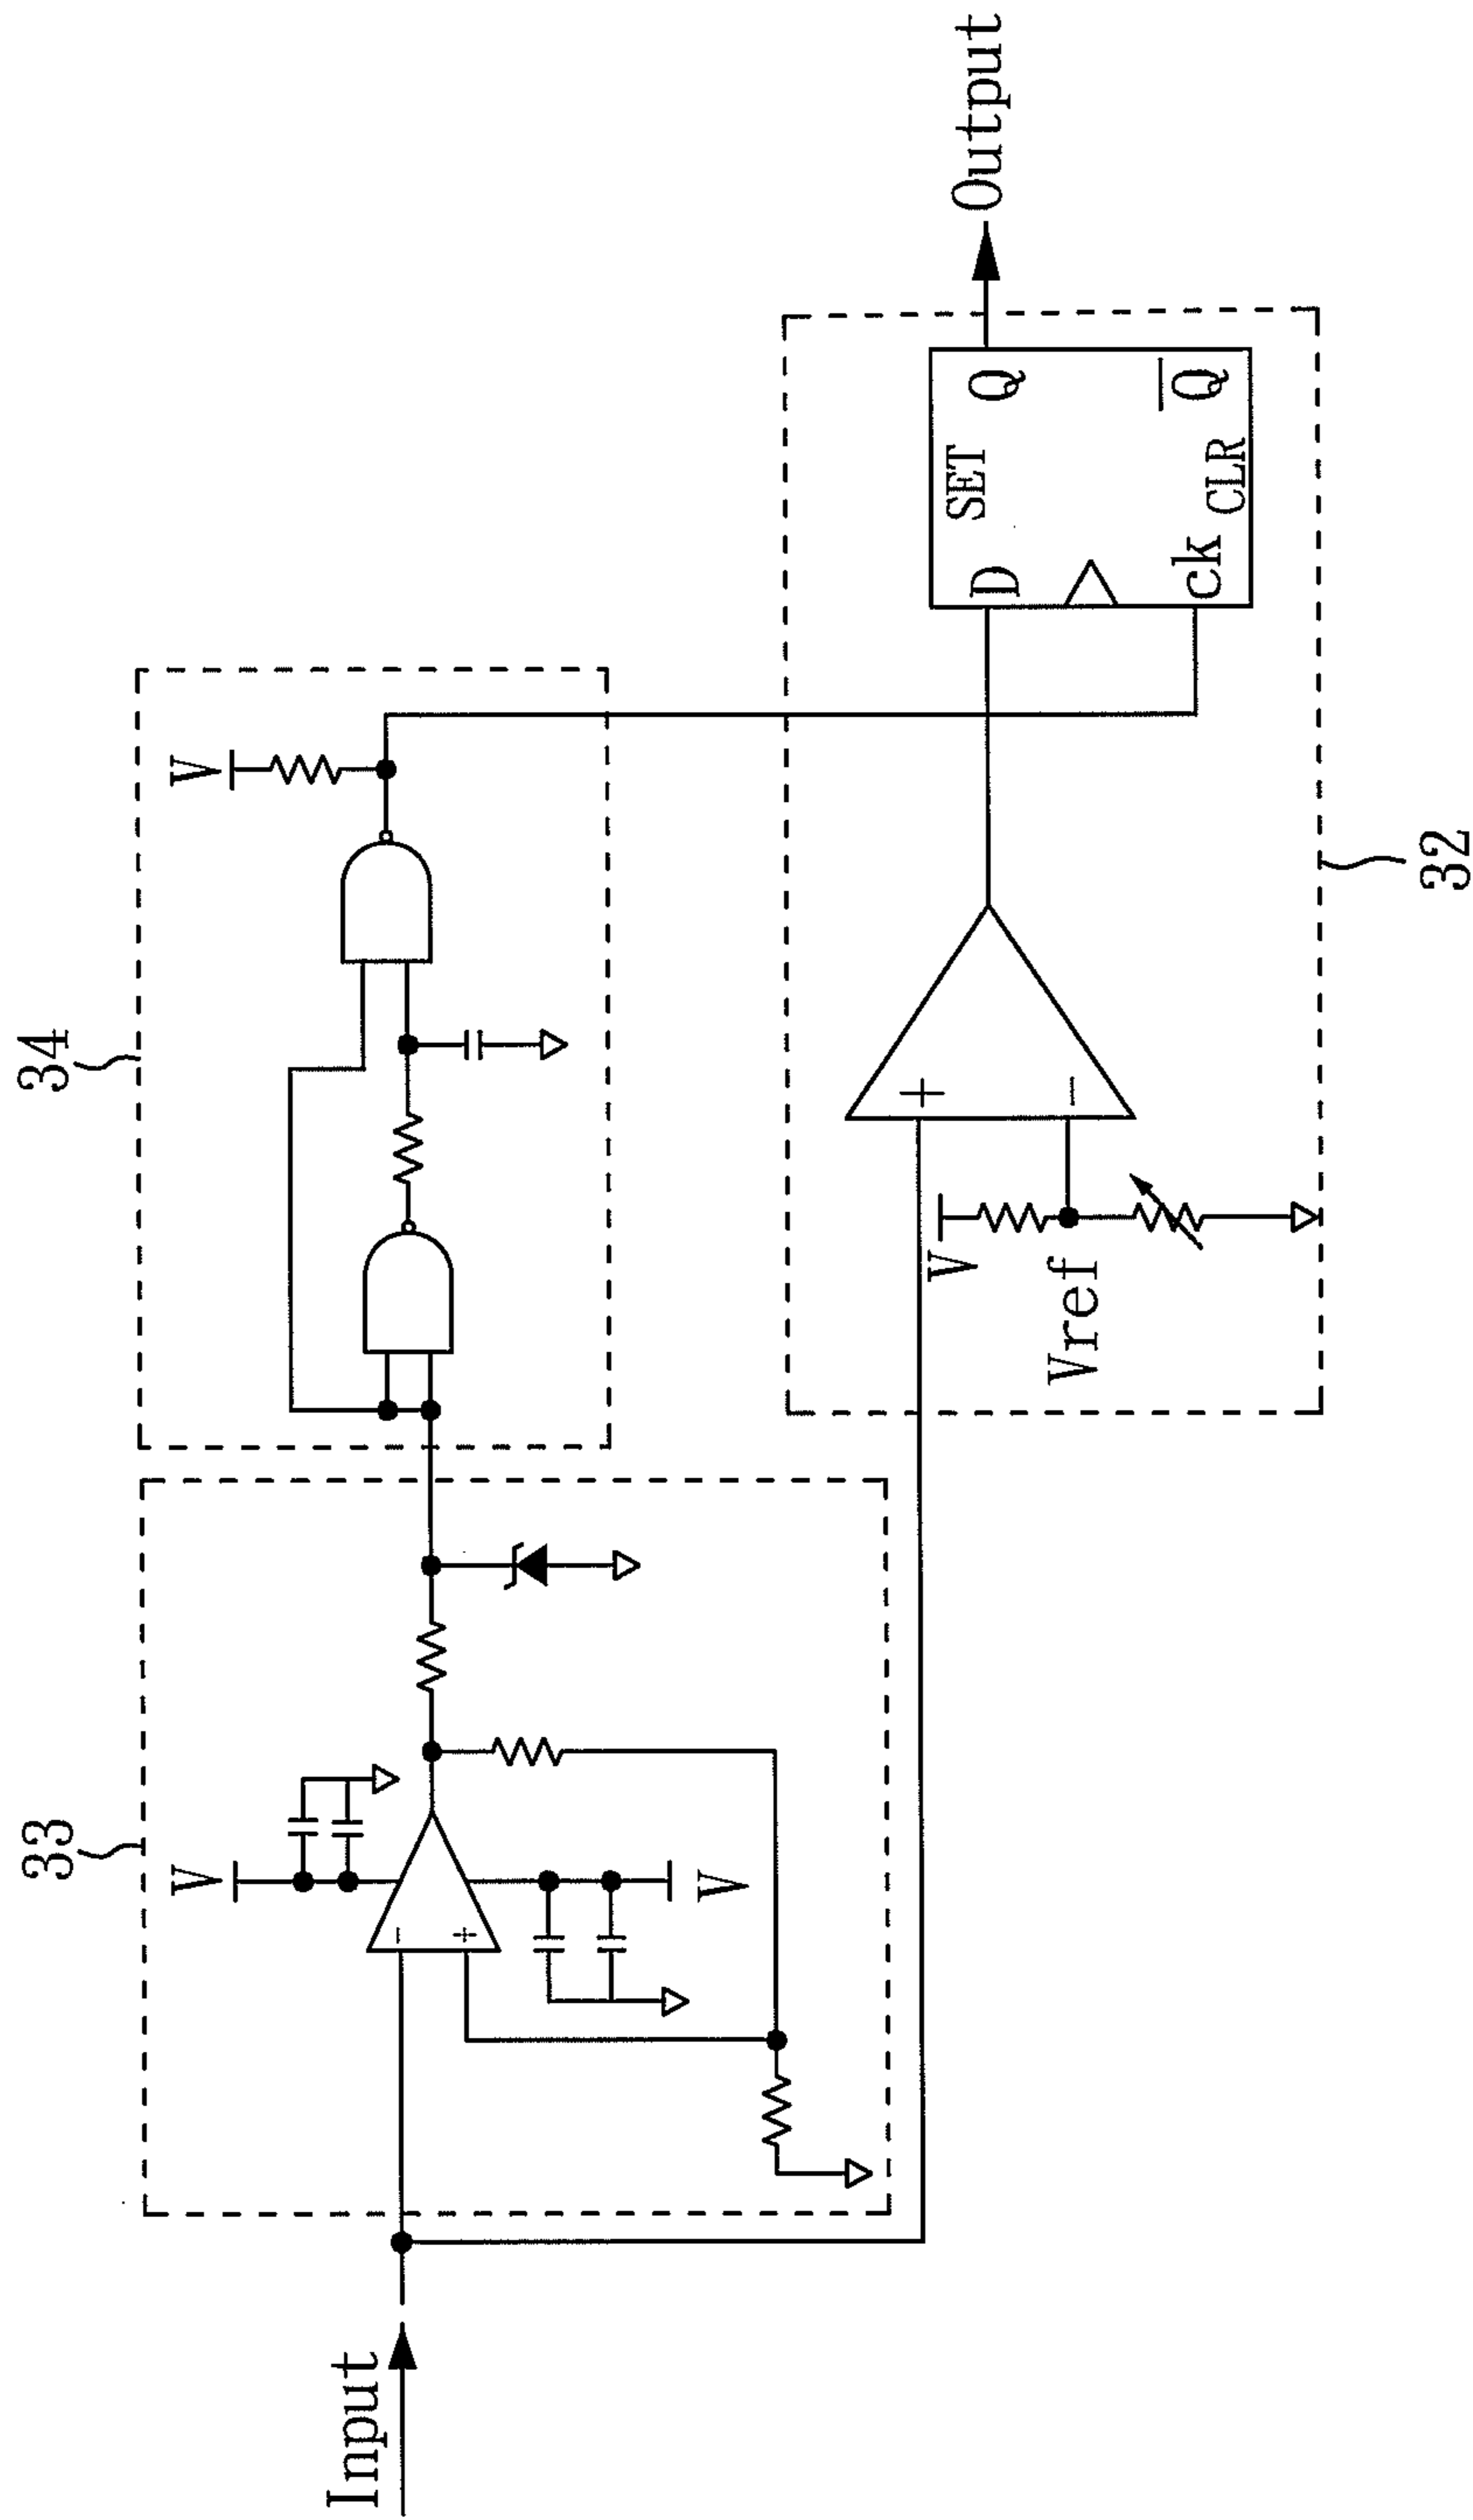 33
34
V
V
V
Input
V
Vref
+
−
−
+
D
SET
Q
ck
CLR
Q
Output
32